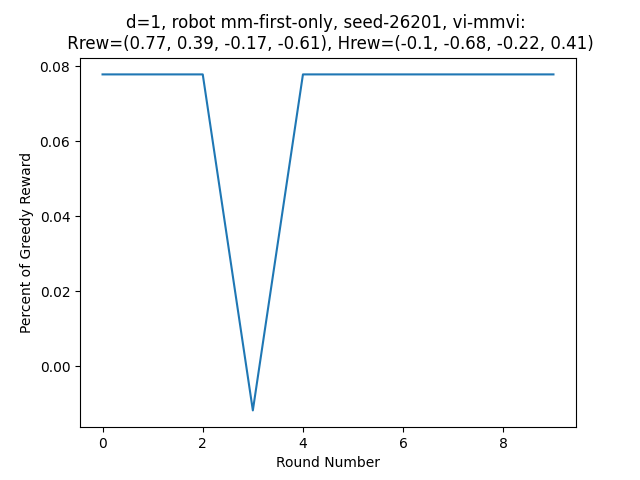 d=1, robot mm-first-only, seed-26201, vi-mmvi:
Rrew=(0.77, 0.39, -0.17, -0.61), Hrew=(-0.1, -0.68, -0.22, 0.41)
0.08
0.06
0.04
0.02
0.00
Percent of Greedy Reward
0 2 4 6 8
Round Number